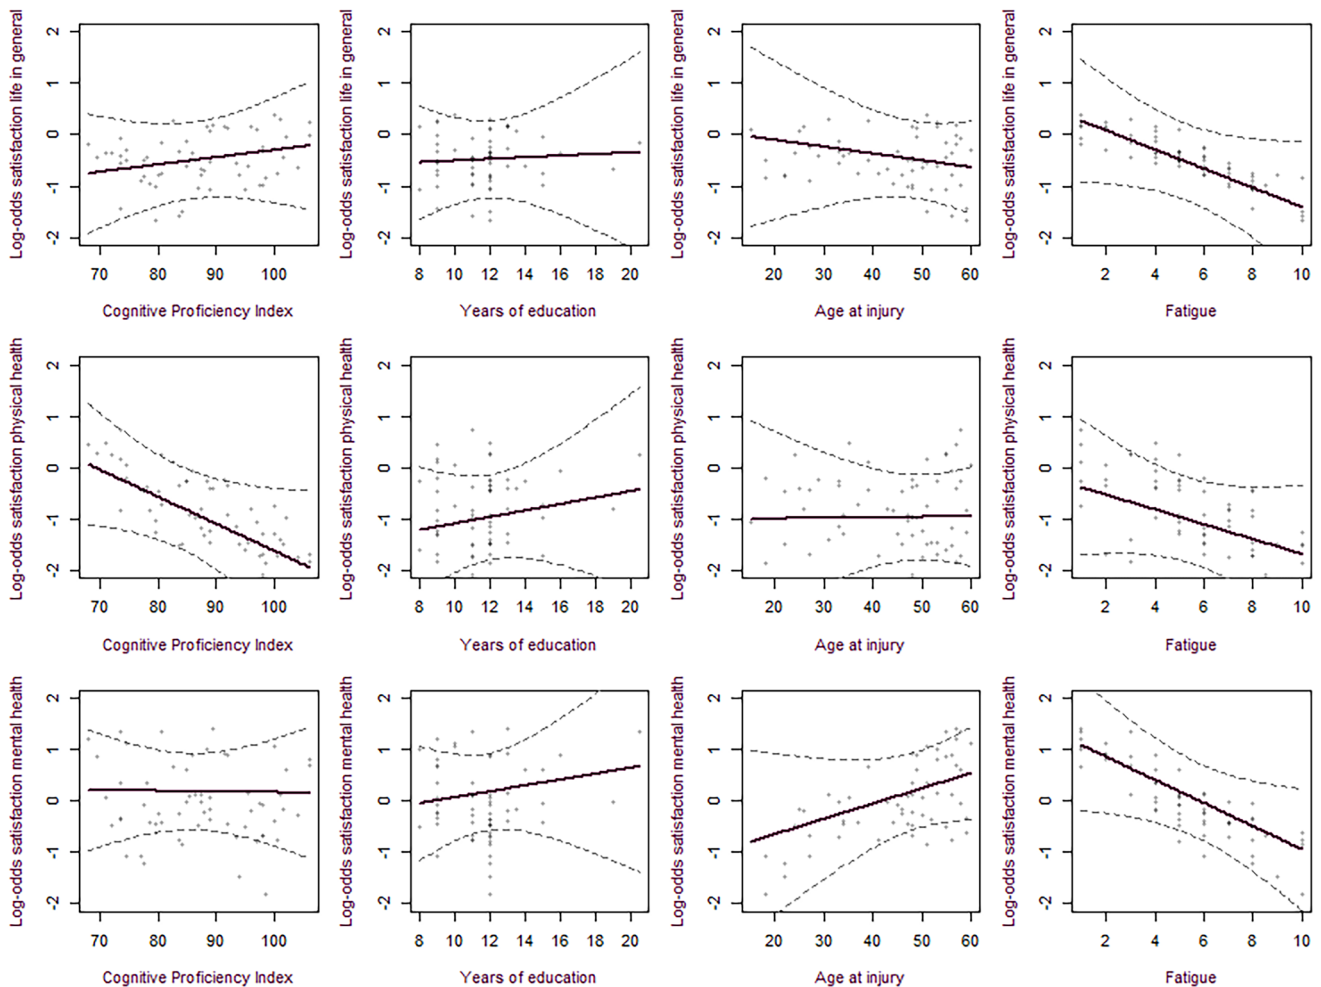 Log-odds satisfaction life in general
2
1
0
-1
-2
70 80 90 100
Cognitive Proficiency Index
Log-odds satisfaction life in general
2
1
0
-1
-2
8 10 12 14 16 18 20
Years of education
Log-odds satisfaction life in general
2
1
0
-1
-2
20 30 40 50 60
Age at injury
Log-odds satisfaction life in general
2
1
0
-1
-2
2 4 6 8 10
Fatigue
Log-odds satisfaction physical health
2
1
0
-1
-2
70 80 90 100
Cognitive Proficiency Index
Log-odds satisfaction physical health
2
1
0
-1
-2
8 10 12 14 16 18 20
Years of education
Log-odds satisfaction physical health
2
1
0
-1
-2
20 30 40 50 60
Age at injury
Log-odds satisfaction physical health
2
1
0
-1
-2
2 4 6 8 10
Fatigue
Log-odds satisfaction mental health
2
1
0
-1
-2
70 80 90 100
Cognitive Proficiency Index
Log-odds satisfaction mental health
2
1
0
-1
-2
8 10 12 14 16 18 20
Years of education
Log-odds satisfaction mental health
2
1
0
-1
-2
20 30 40 50 60
Age at injury
Log-odds satisfaction mental health
2
1
0
-1
-2
2 4 6 8 10
Fatigue